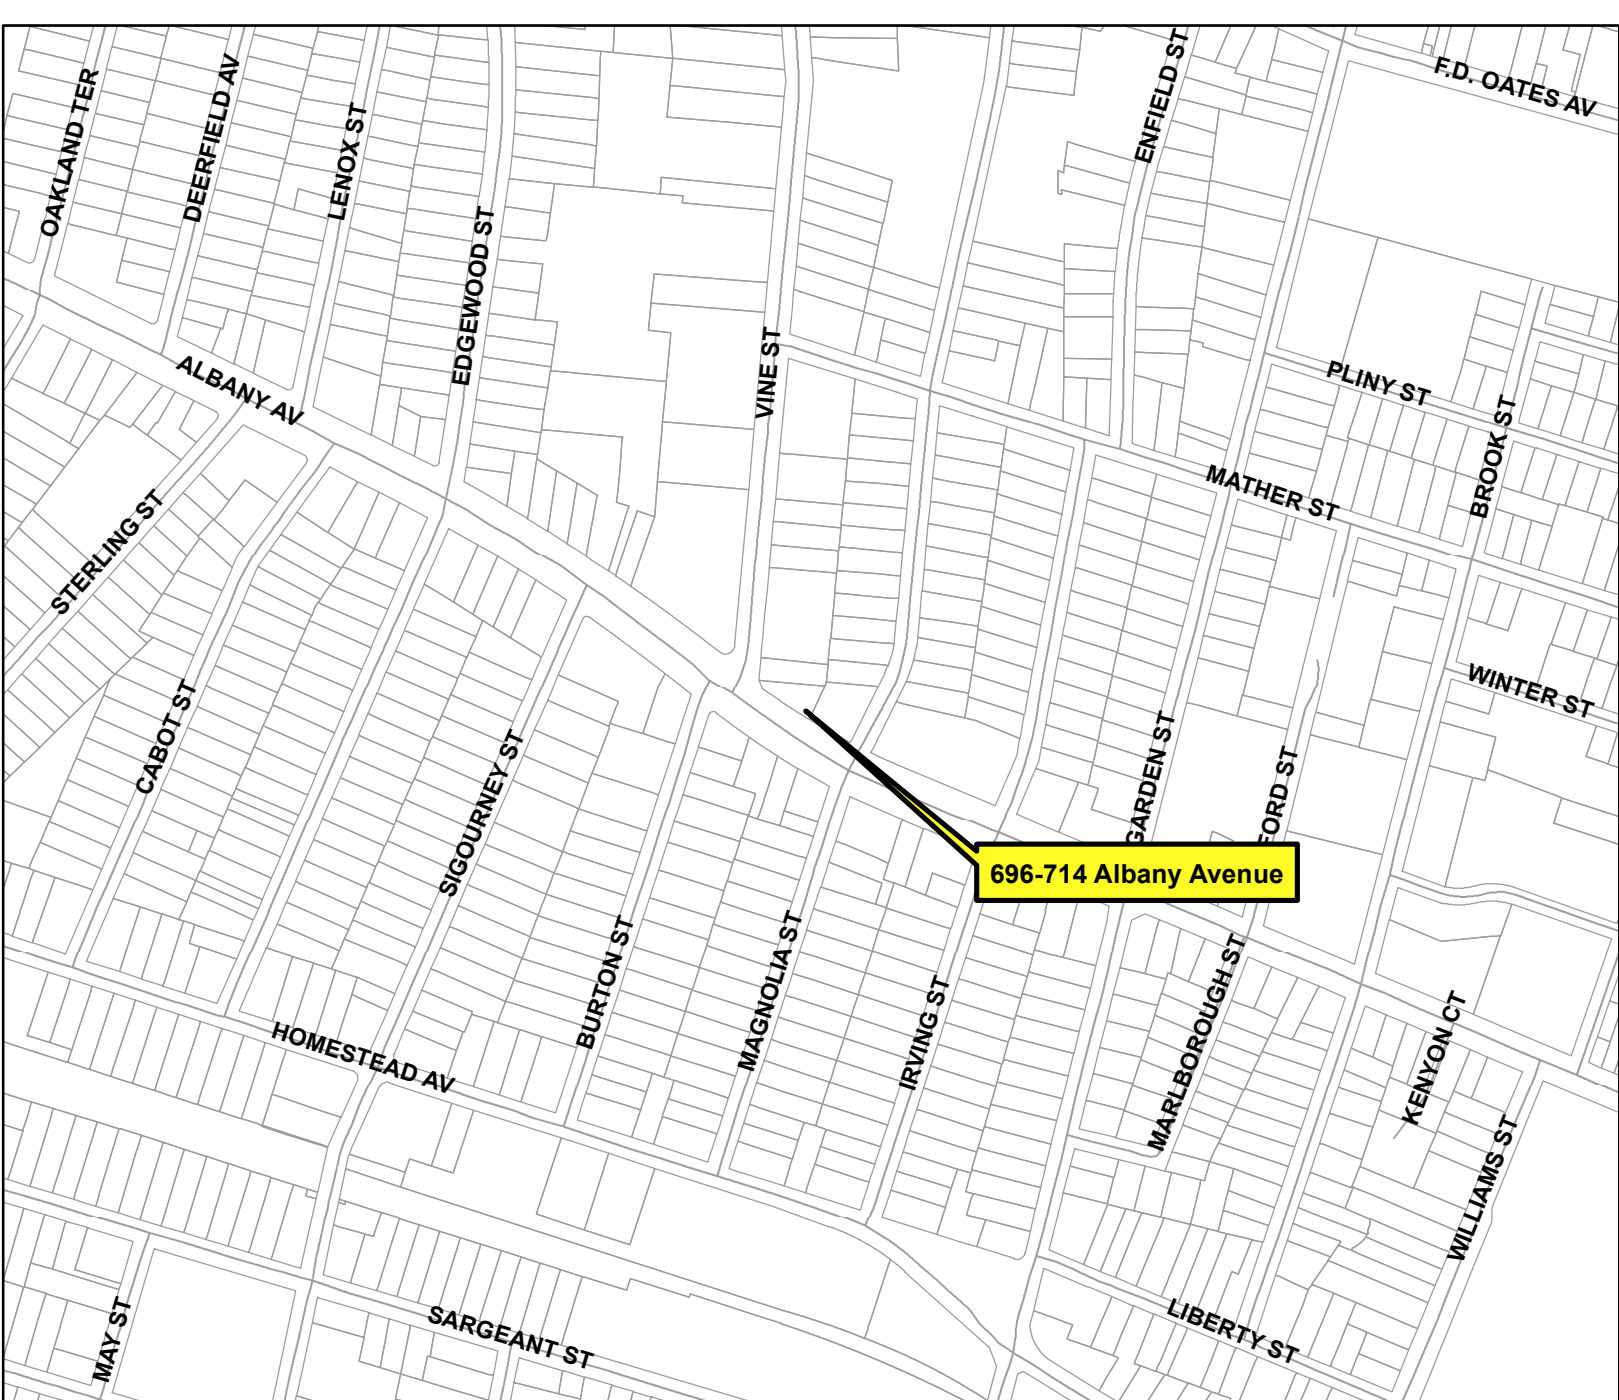 F.D. OATES AV
ENFIELD ST
OAKLAND TER
DEERFIELD AV
LENOX ST
EDGEWOOD ST
VINE ST
ALBANY AV
PLINY ST
BROOK ST
MATHER ST
STERLING ST
WINTER ST
CABOT ST
SIGOURNEY ST
GARDEN ST
FORD ST
696-714 Albany Avenue
BURTON ST
MAGNOLIA ST
IRVING ST
MARLBOROUGH ST
KENYON CT
HOMESTEAD AV
WILLIAMS ST
MAY ST
SARGEANT ST
LIBERTY ST